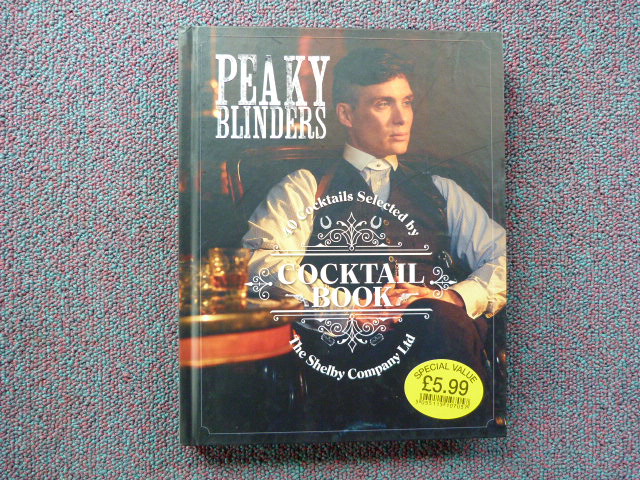 PEAKY
BLINDERS
40 Cocktails Selected by
COCKTAIL
BOOK
The Shelby Company Ltd
SPECIAL VALUE
£5.99